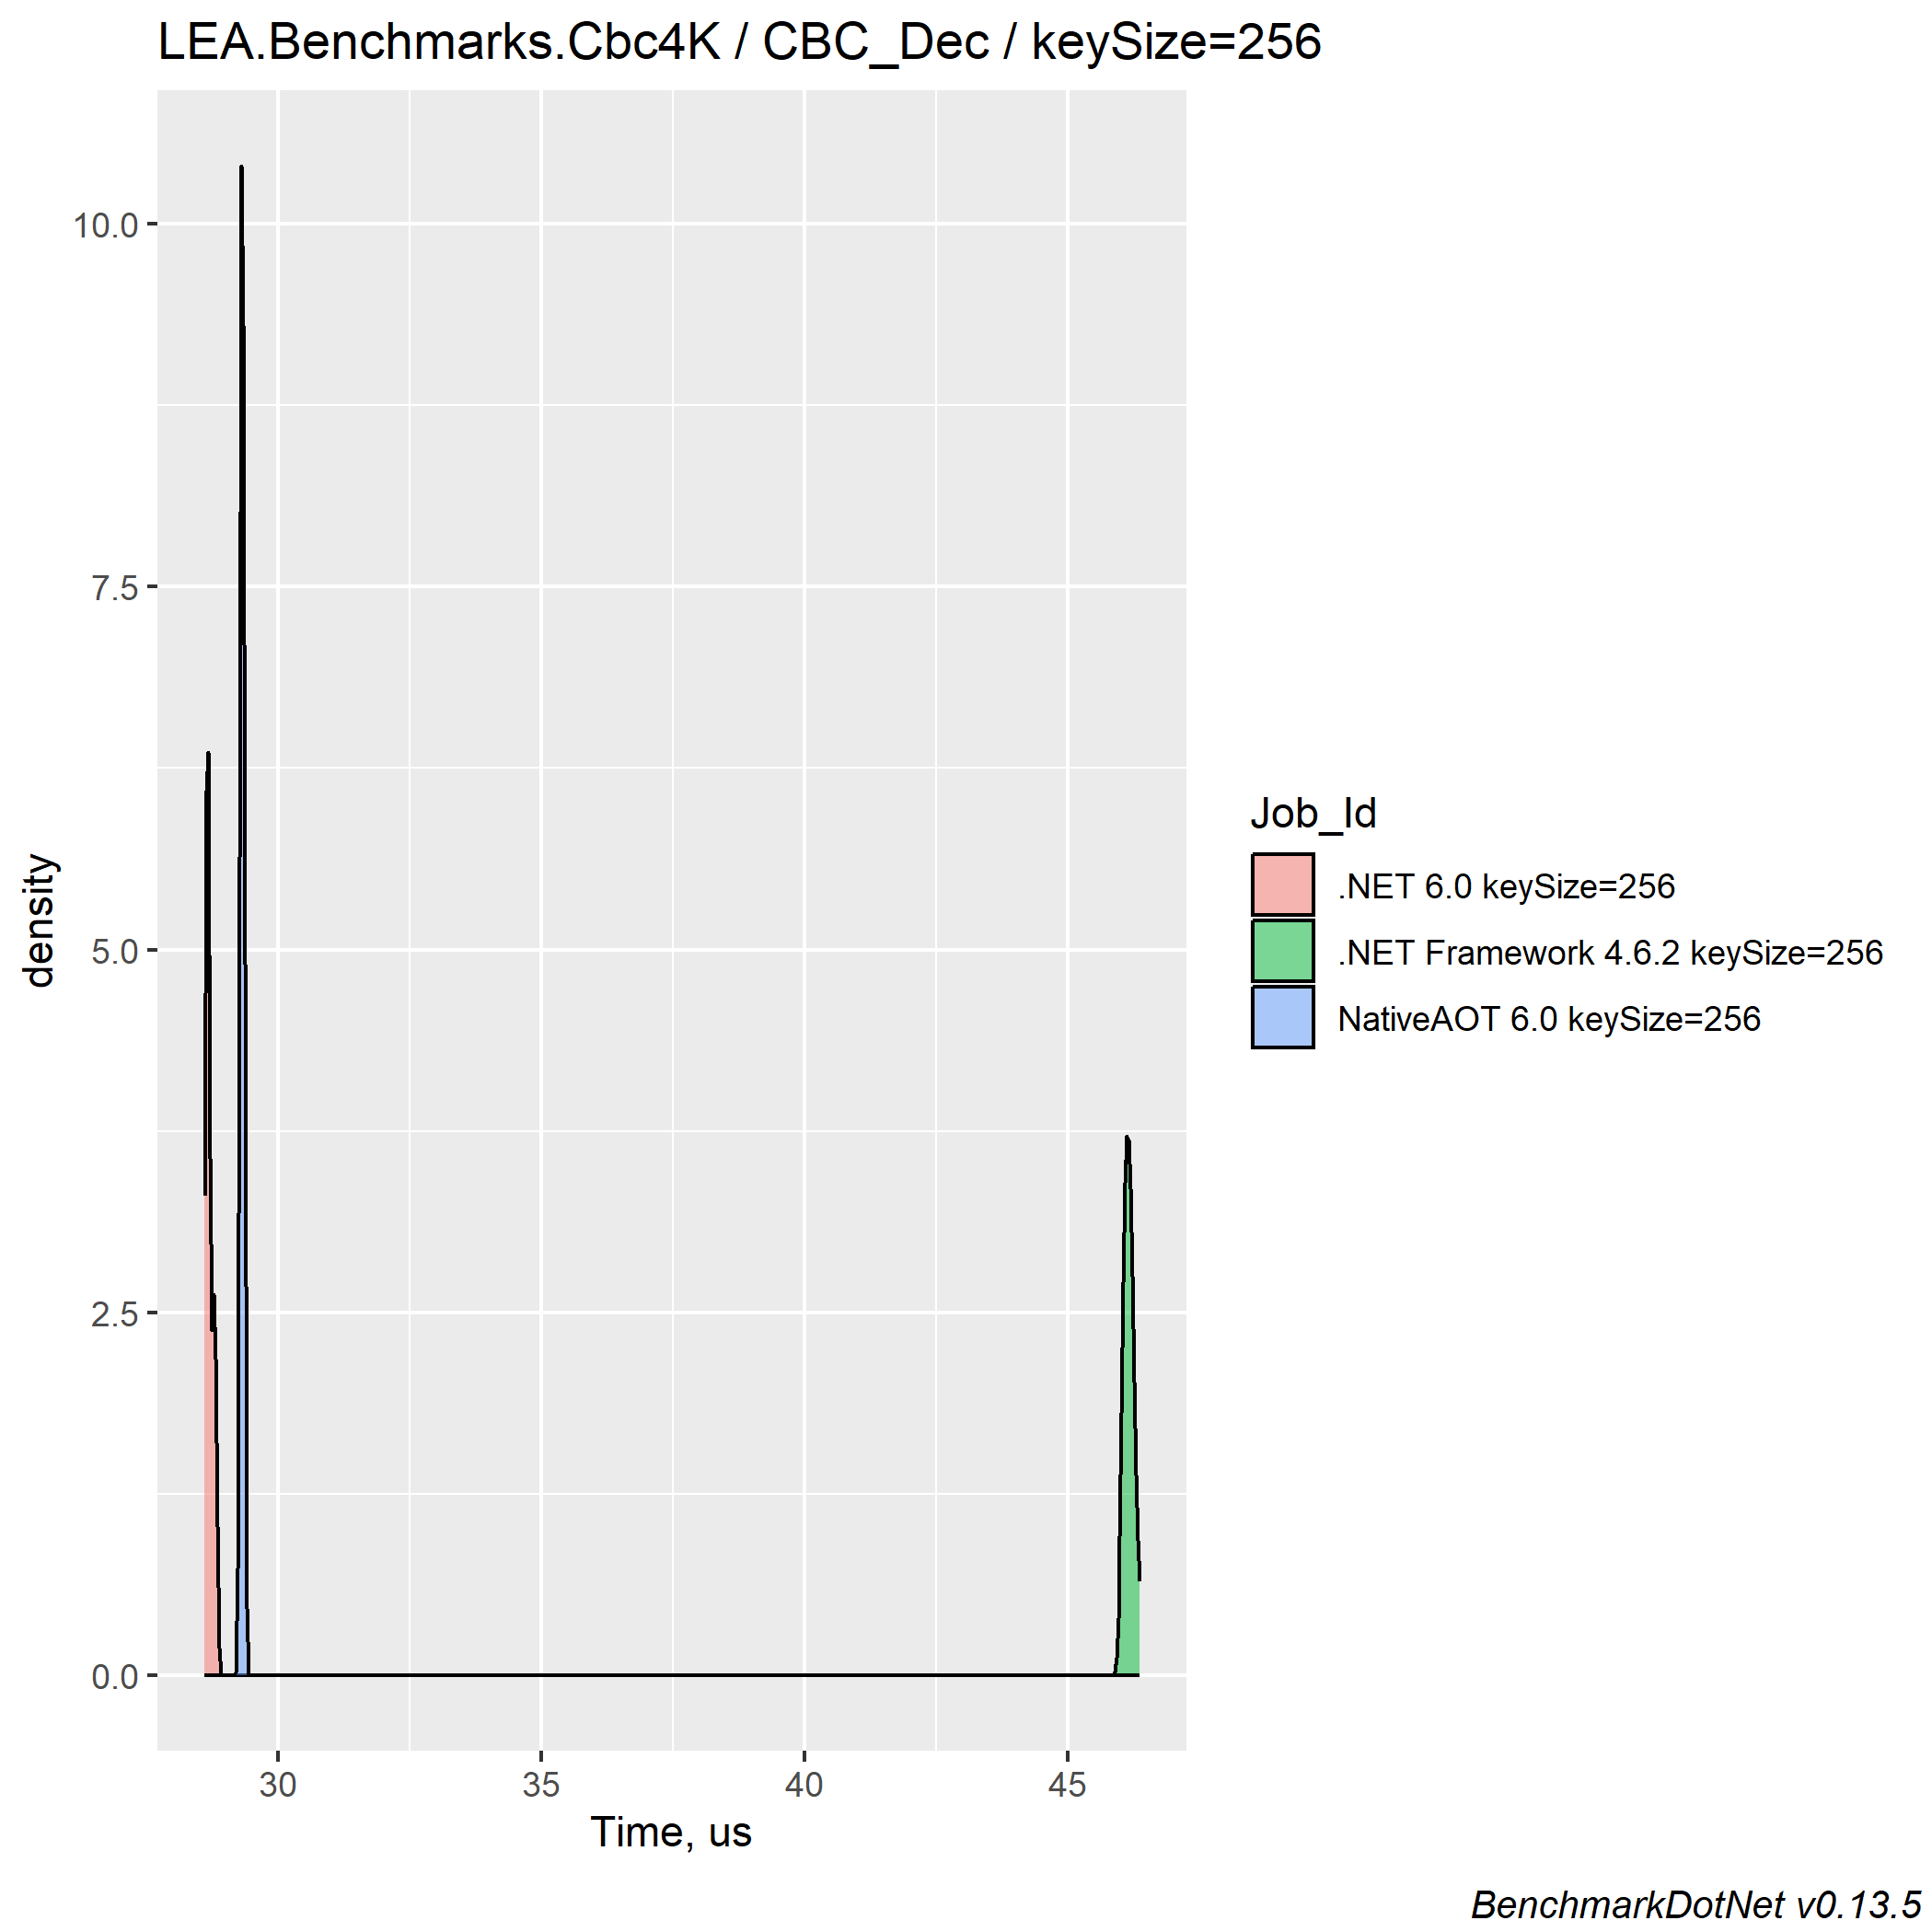 LEA.Benchmarks.Cbc4K / CBC_Dec / keySize=256
10.0
7.5
5.0
2.5
0.0
density
30 35 40 45
Time, us
Job_Id
.NET 6.0 keySize=256
.NET Framework 4.6.2 keySize=256
NativeAOT 6.0 keySize=256
BenchmarkDotNet v0.13.5